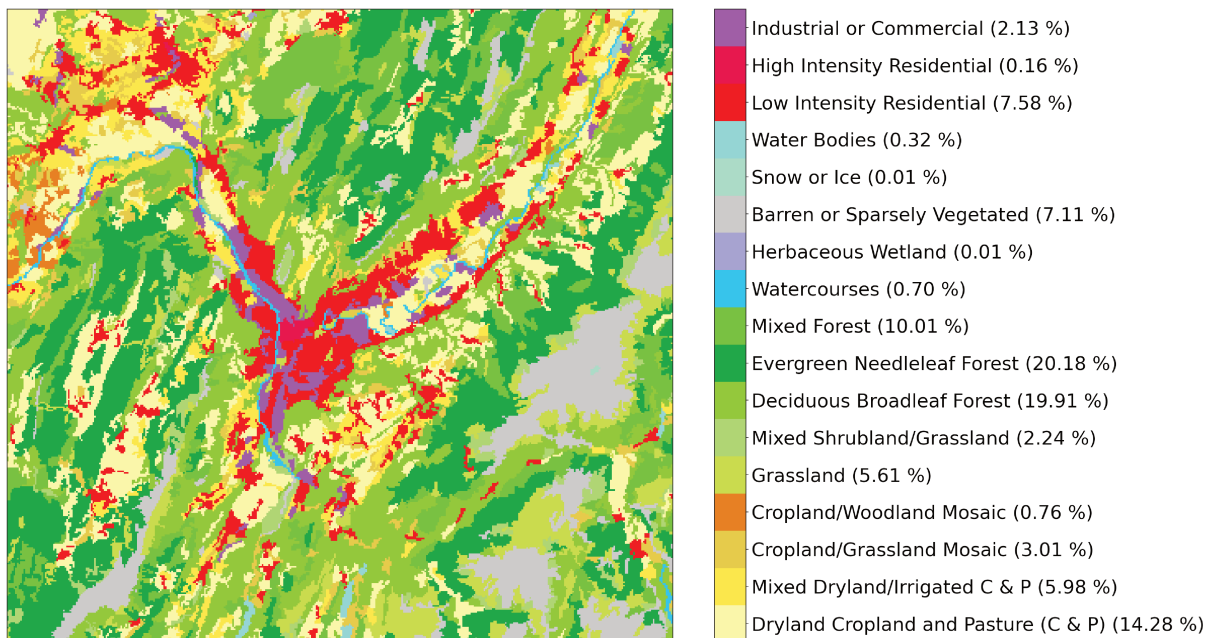 Industrial or Commercial (2.13 %)
High Intensity Residential (0.16 %)
Low Intensity Residential (7.58 %)
Water Bodies (0.32 %)
Snow or Ice (0.01 %)
Barren or Sparsely Vegetated (7.11 %)
Herbaceous Wetland (0.01 %)
Watercourses (0.70 %)
Mixed Forest (10.01 %)
Evergreen Needleleaf Forest (20.18 %)
Deciduous Broadleaf Forest (19.91 %)
Mixed Shrubland/Grassland (2.24 %)
Grassland (5.61 %)
Cropland/Woodland Mosaic (0.76 %)
Cropland/Grassland Mosaic (3.01 %)
Mixed Dryland/Irrigated C & P (5.98 %)
Dryland Cropland and Pasture (C & P) (14.28 %)